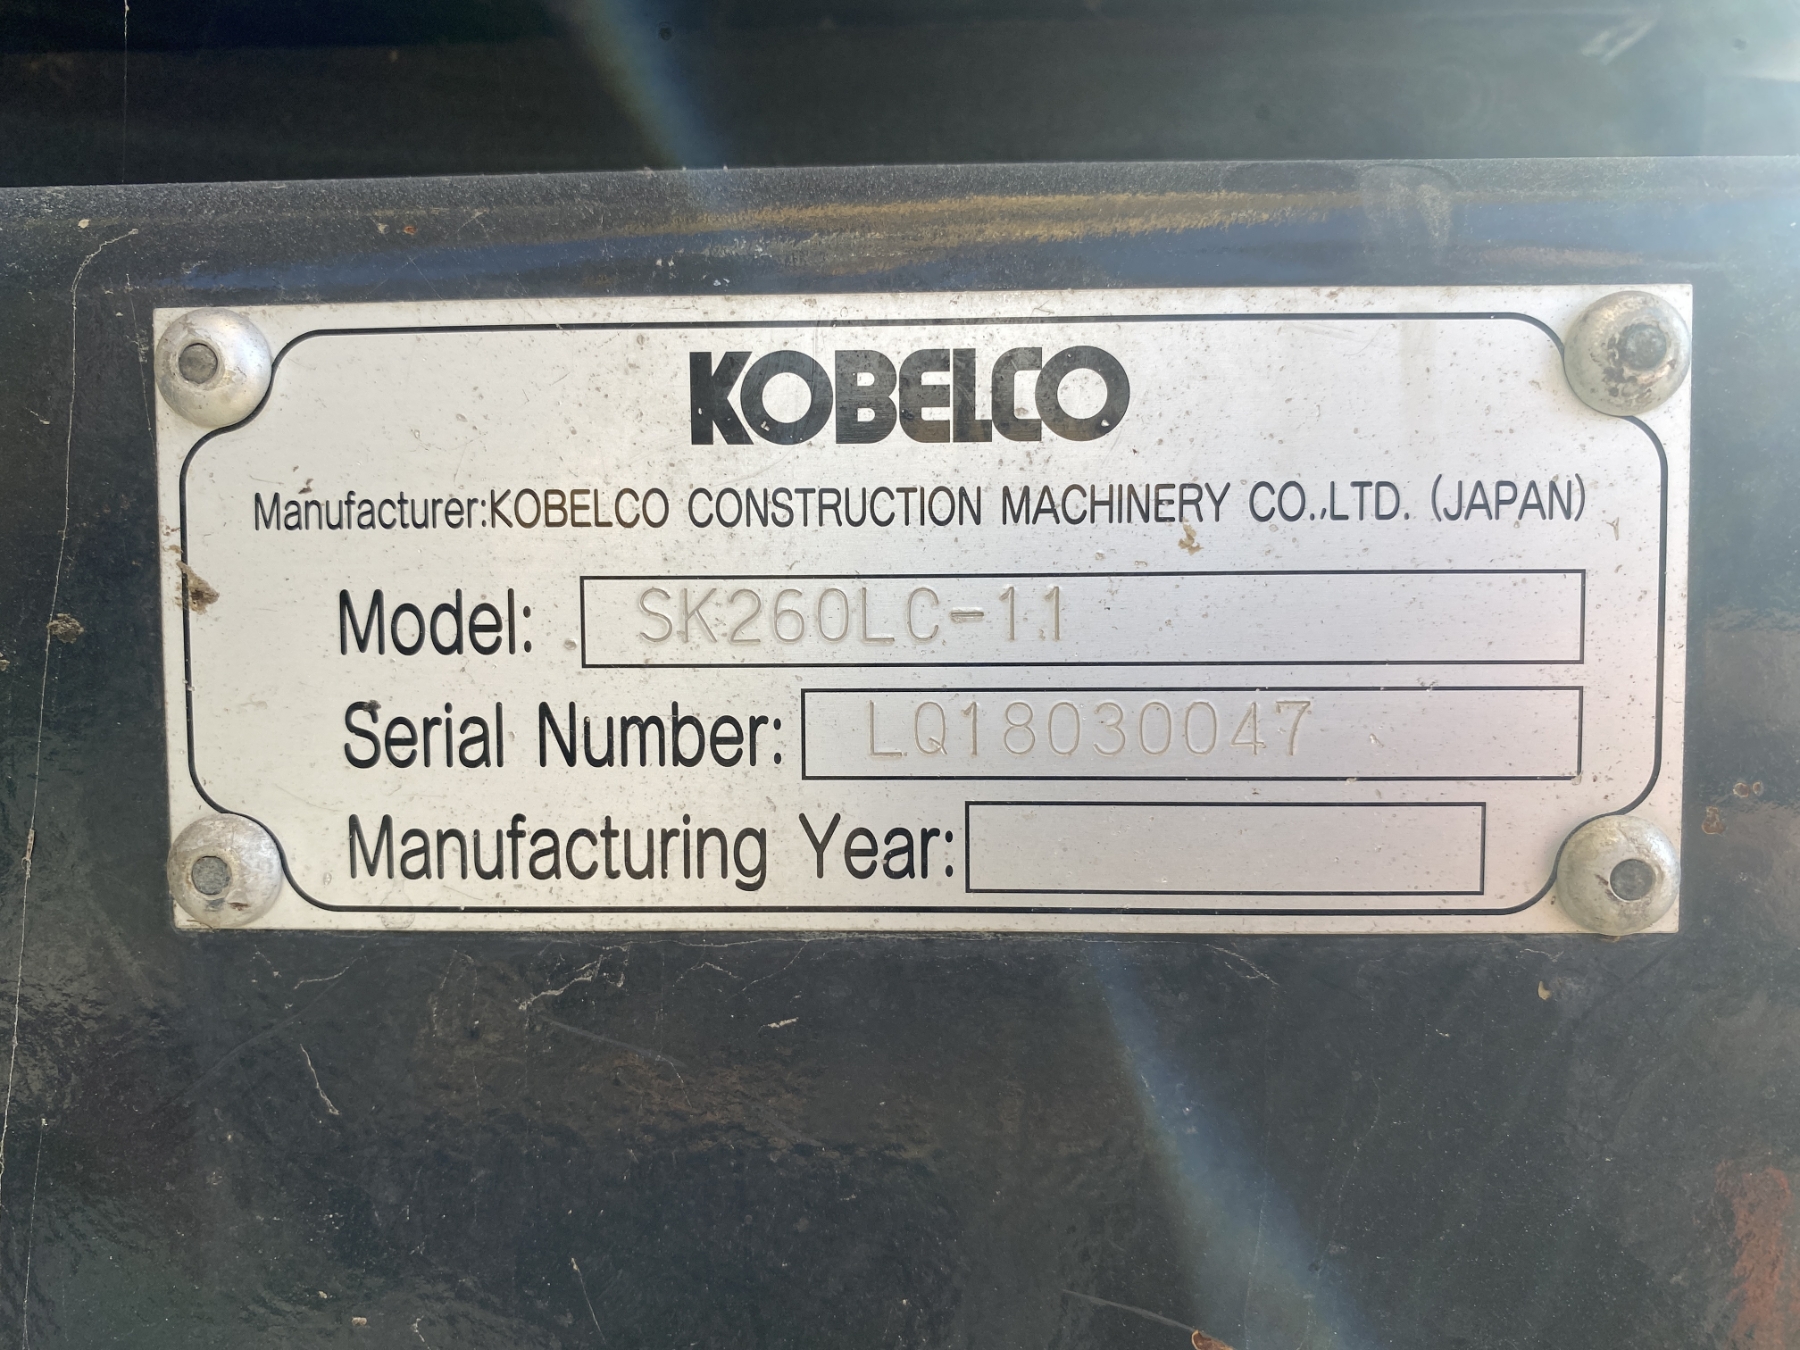 KOBELCO
Manufacturer:KOBELCO CONSTRUCTION MACHINERY CO.,LTD. (JAPAN)
Model: SK260LC-11
Serial Number: LQ18030047
Manufacturing Year: